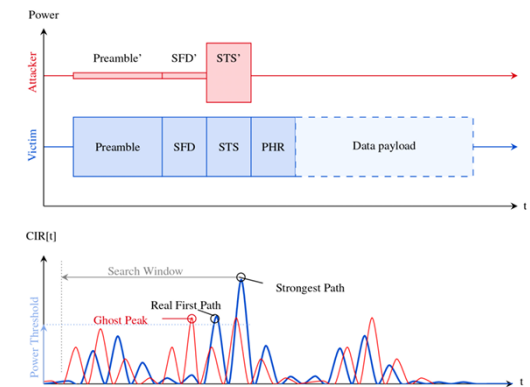 Power
Attacker
Preamble’
SFD’
STS’
Victim
Preamble
SFD
STS
PHR
Data payload
t
CIR[t]
Search Window
Strongest Path
Real First Path
Ghost Peak
Power Threshold
t